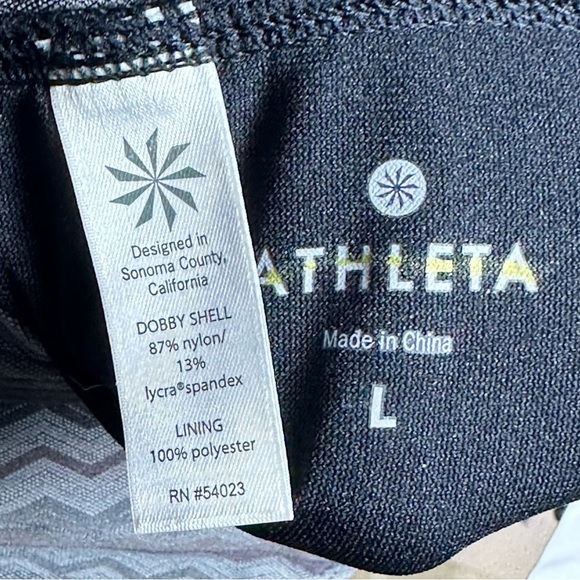 Designed in
Sonoma County,
California
DOBBY SHELL
87% nylon/
13%
lycra®spandex
LINING
100% polyester
RN #54023
ATHLETA
Made in China
L